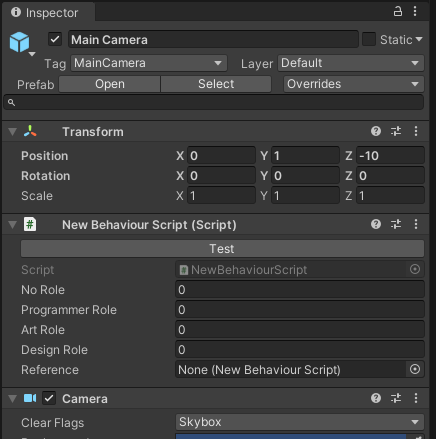 Inspector
Main Camera Static
Tag MainCamera Layer Default
Prefab Open Select Overrides
Transform
Position X 0 Y 1 Z -10
Rotation X 0 Y 0 Z 0
Scale X 1 Y 1 Z 1
# New Behaviour Script (Script)
Test
Script # NewBehaviourScript
No Role 0
Programmer Role 0
Art Role 0
Design Role 0
Reference None (New Behaviour Script)
Camera
Clear Flags Skybox